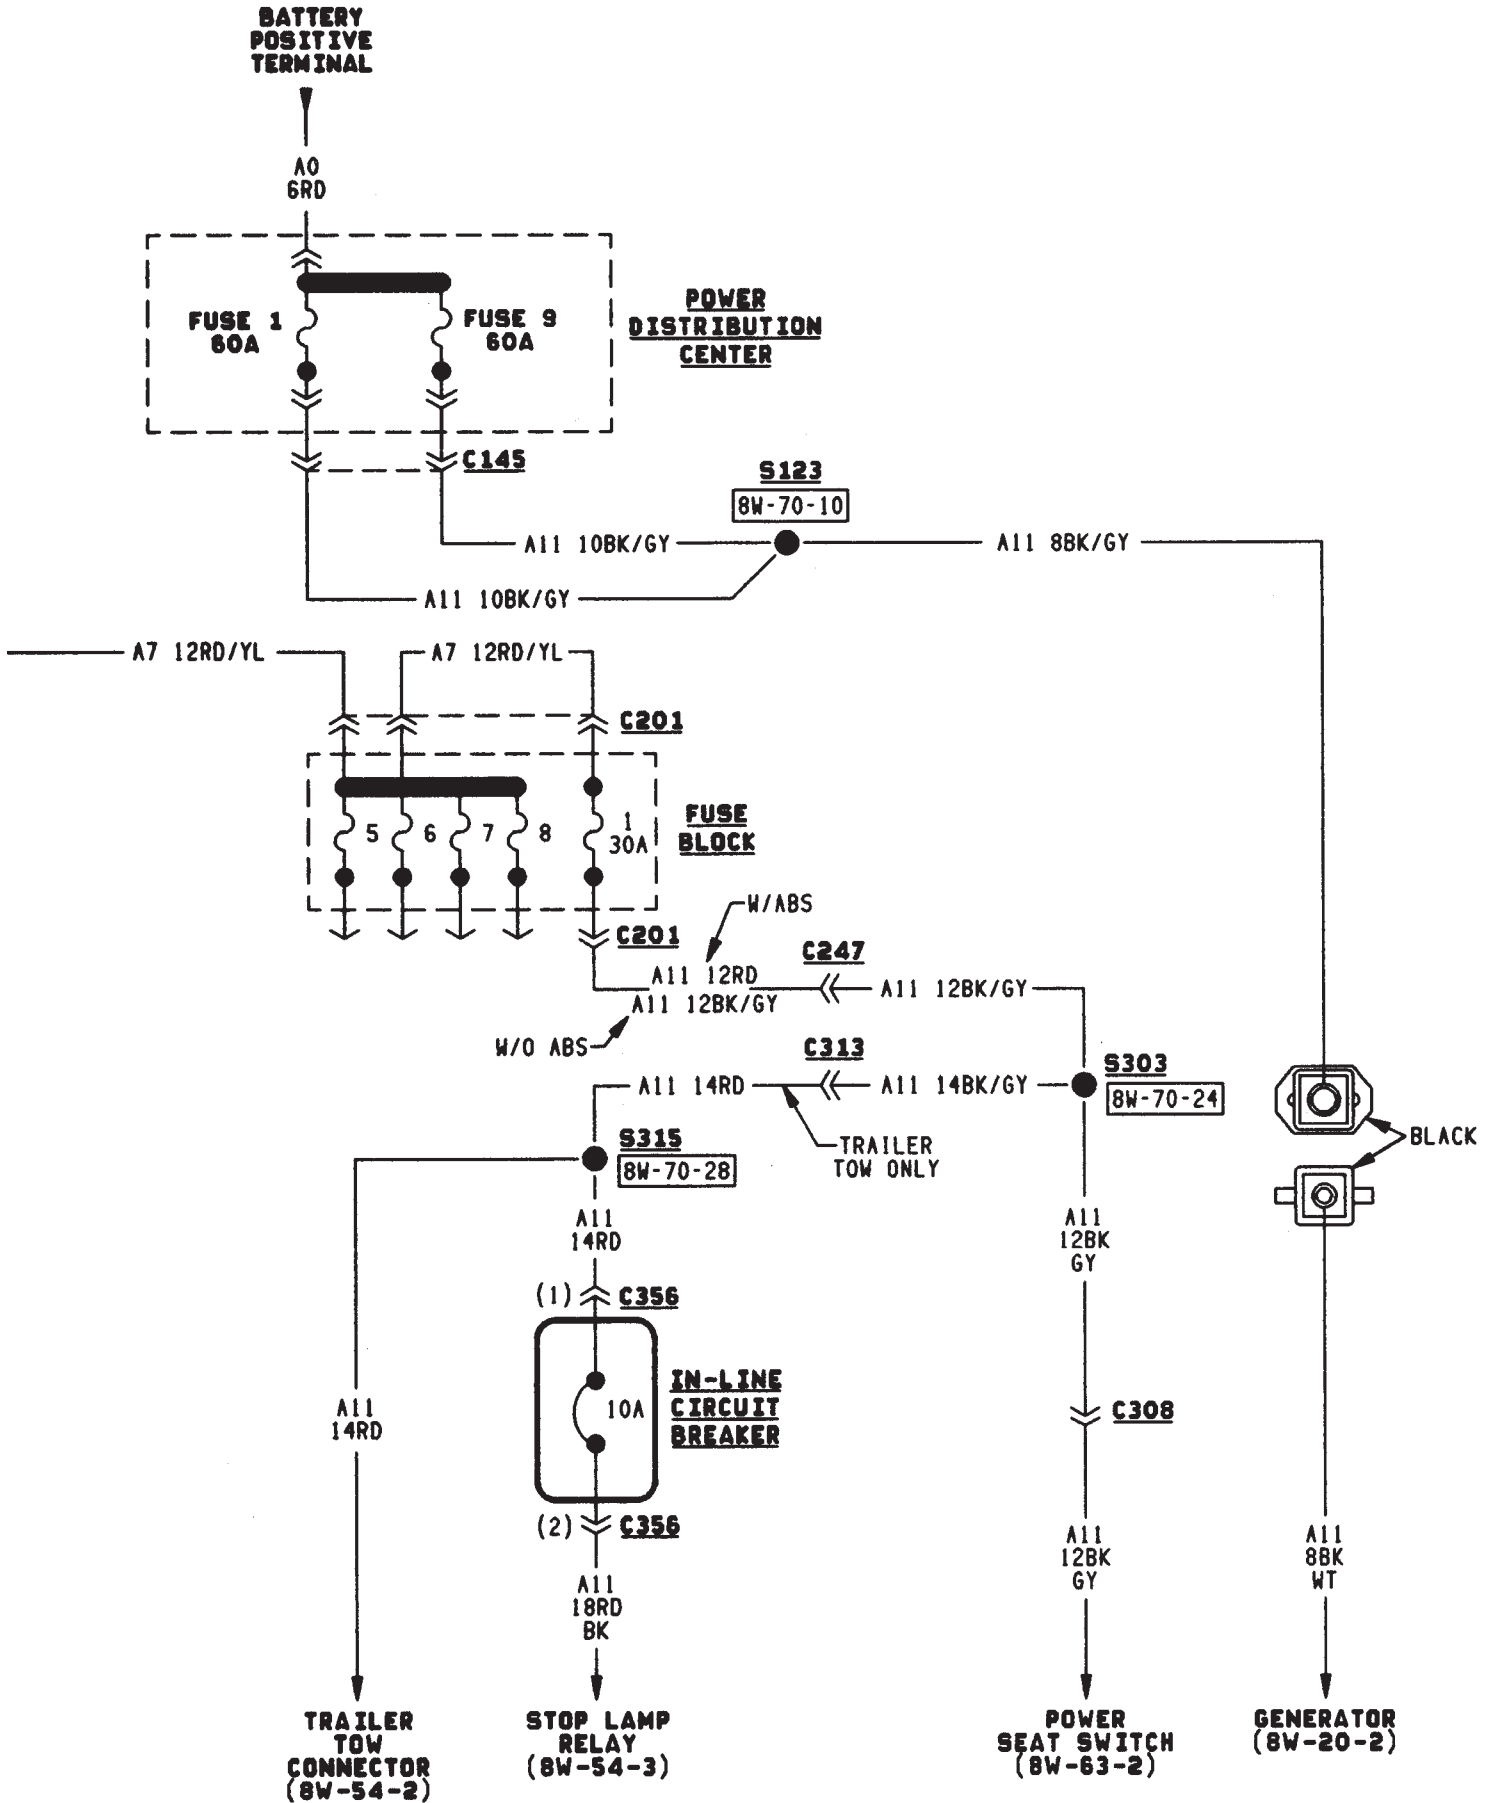 BATTERY
POSITIVE
TERMINAL
A0
6RD
FUSE 1
60A
FUSE 9
60A
POWER
DISTRIBUTION
CENTER
C145
S123
8W-70-10
A11 10BK/GY
A11 8BK/GY
A11 10BK/GY
A7 12RD/YL
A7 12RD/YL
C201
5
6
7
8
1
30A
FUSE
BLOCK
W/ABS
C201
C247
A11 12RD
A11 12BK/GY
A11 12BK/GY
W/O ABS
C313
S303
8W-70-24
A11 14RD
A11 14BK/GY
TRAILER
TOW ONLY
BLACK
S315
8W-70-28
A11
14RD
A11
12BK
GY
(1)
C356
IN-LINE
CIRCUIT
BREAKER
10A
A11
14RD
C308
(2)
C356
A11
18RD
BK
A11
12BK
GY
A11
8BK
WT
TRAILER
TOW
CONNECTOR
(8W-54-2)
STOP LAMP
RELAY
(8W-54-3)
POWER
SEAT SWITCH
(8W-63-2)
GENERATOR
(8W-20-2)